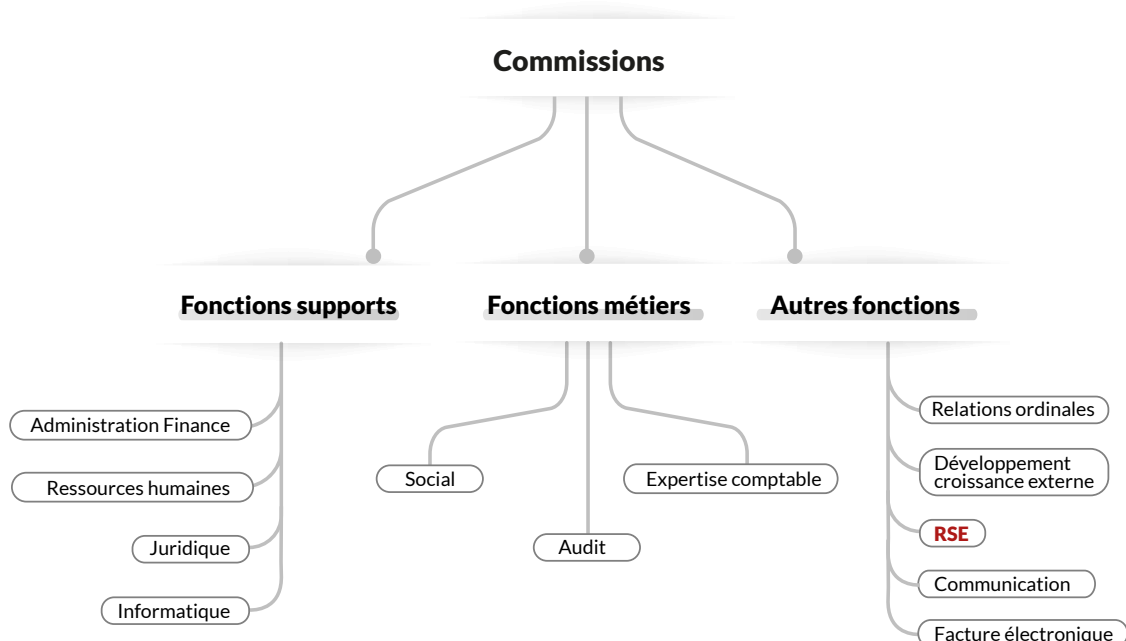 Commissions
Fonctions supports
Fonctions métiers
Autres fonctions
Administration Finance
Ressources humaines
Juridique
Informatique
Social
Audit
Expertise comptable
Relations ordinales
Développement
croissance externe
RSE
Communication
Facture électronique